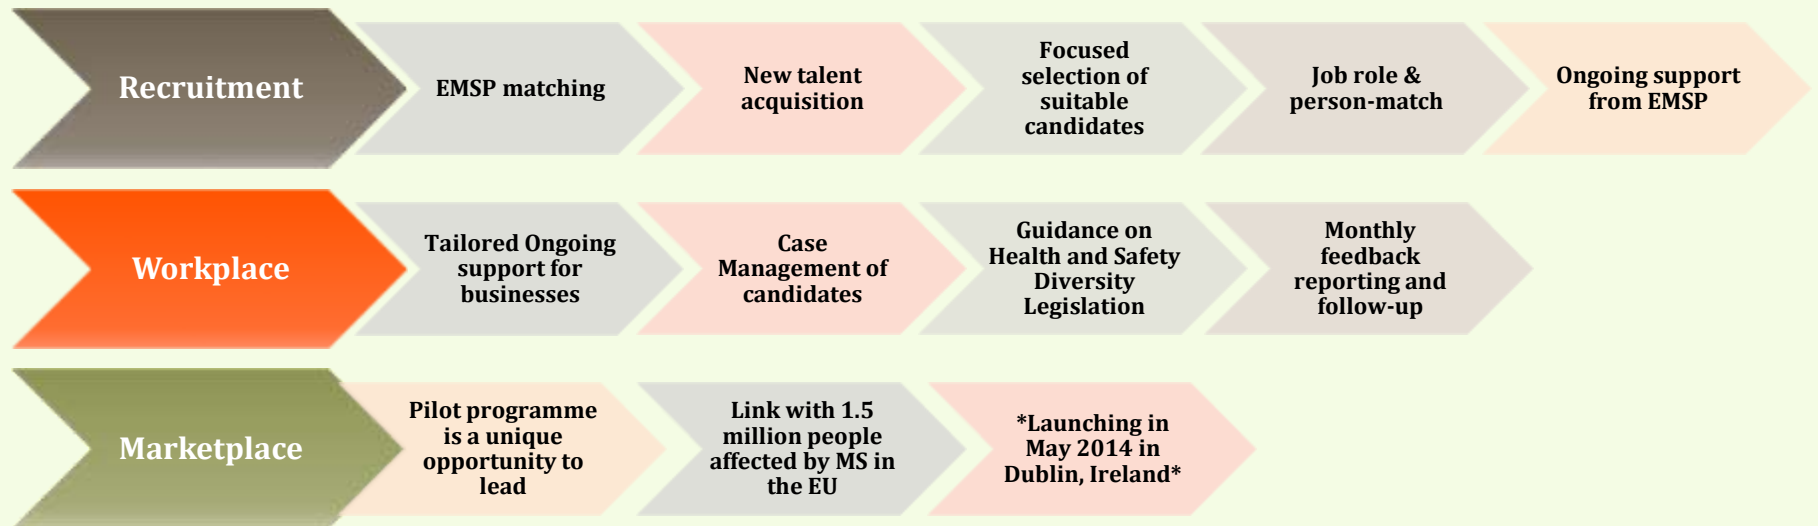 Recruitment
EMSP matching
New talent
acquisition
Focused
selection of
suitable
candidates
Job role &
person-match
Ongoing support
from EMSP
Workplace
Tailored Ongoing
support for
businesses
Case
Management of
candidates
Guidance on
Health and Safety
Diversity
Legislation
Monthly
feedback
reporting and
follow-up
Marketplace
Pilot programme
is a unique
opportunity to
lead
Link with 1.5
million people
affected by MS in
the EU
*Launching in
May 2014 in
Dublin, Ireland*